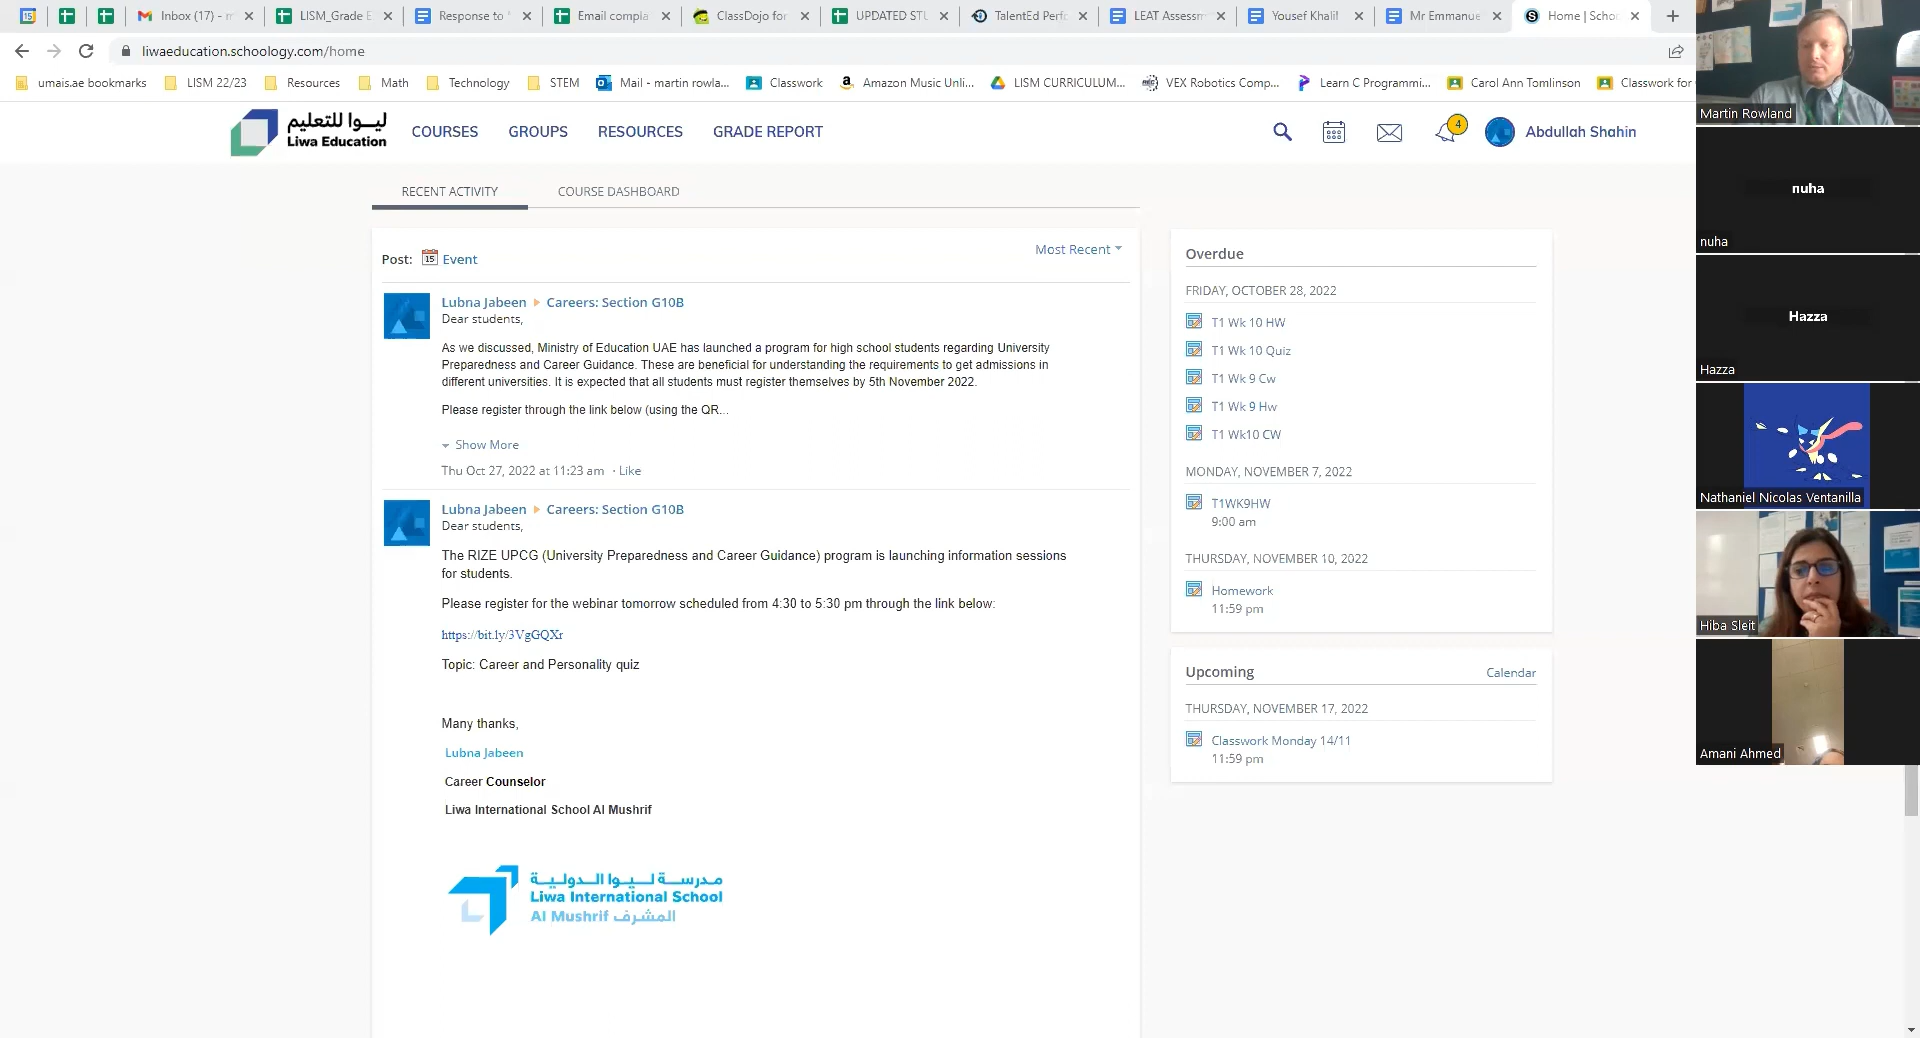 Inbox (17) - m
LISM_Grade E
Response to
Email compla
ClassDojo for
UPDATED STU
TalentEd Perfo
LEAT Assessm
Yousef Khalil
Mr Emmanue
Home | Schoo
liwaeducation.schoology.com/home
umais.ae bookmarks
LISM 22/23
Resources
Math
Technology
STEM
Mail - martin rowla...
Classwork
Amazon Music Unli...
LISM CURRICULUM...
VEX Robotics Comp...
Learn C Programmi...
Carol Ann Tomlinson
Classwork for
ليوا للتعليم
Liwa Education
COURSES
GROUPS
RESOURCES
GRADE REPORT
4
Abdullah Shahin
RECENT ACTIVITY
COURSE DASHBOARD
Post:
15
Event
Most Recent
Lubna Jabeen
Careers: Section G10B
Dear students,
As we discussed, Ministry of Education UAE has launched a program for high school students regarding University
Preparedness and Career Guidance. These are beneficial for understanding the requirements to get admissions in
different universities. It is expected that all students must register themselves by 5th November 2022.
Please register through the link below (using the QR...
Show More
Thu Oct 27, 2022 at 11:23 am · Like
Lubna Jabeen
Careers: Section G10B
Dear students,
The RIZE UPCG (University Preparedness and Career Guidance) program is launching information sessions
for students.
Please register for the webinar tomorrow scheduled from 4:30 to 5:30 pm through the link below:
https://bit.ly/3VgGQXr
Topic: Career and Personality quiz
Many thanks,
Lubna Jabeen
Career Counselor
Liwa International School Al Mushrif
مدرسة ليوا الدولية
Liwa International School
Al Mushrif المشرف
Overdue
FRIDAY, OCTOBER 28, 2022
T1 Wk 10 HW
T1 Wk 10 Quiz
T1 Wk 9 Cw
T1 Wk 9 Hw
T1 Wk10 CW
MONDAY, NOVEMBER 7, 2022
T1WK9HW
9:00 am
THURSDAY, NOVEMBER 10, 2022
Homework
11:59 pm
Upcoming
Calendar
THURSDAY, NOVEMBER 17, 2022
Classwork Monday 14/11
11:59 pm
Martin Rowland
nuha
nuha
Hazza
Hazza
Nathaniel Nicolas Ventanilla
Hiba Sleit
Amani Ahmed